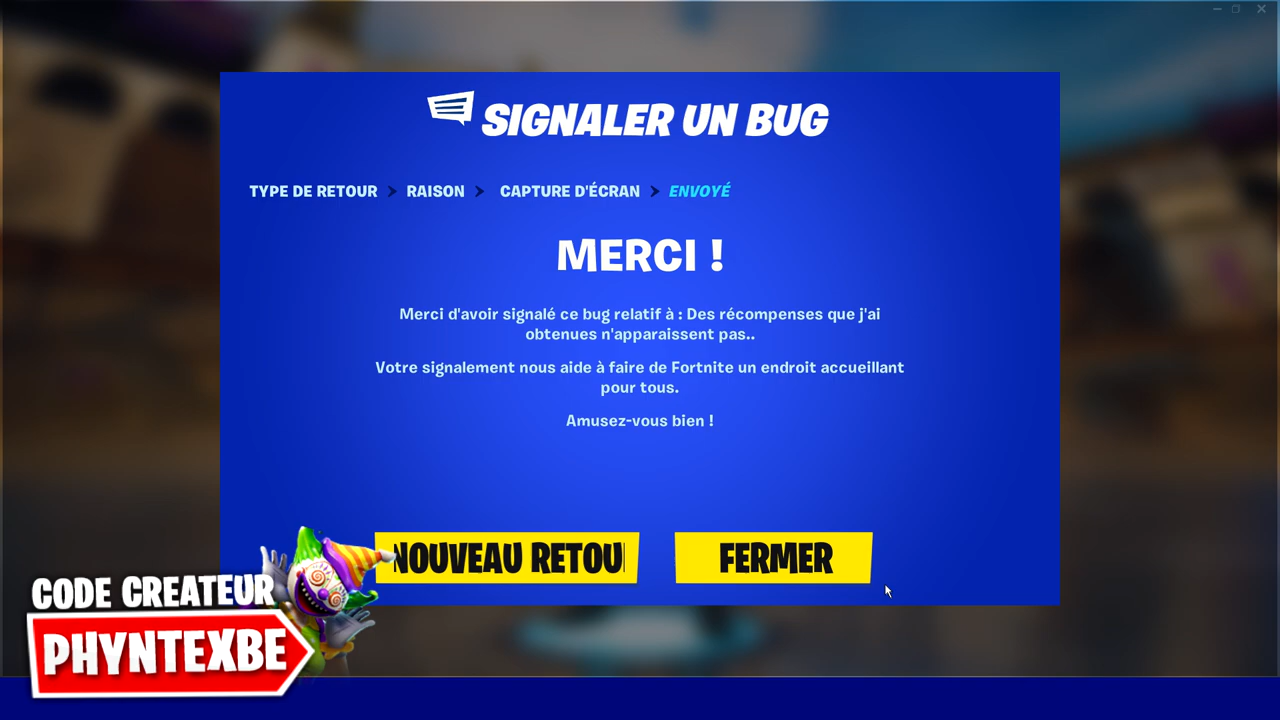 SIGNALER UN BUG
TYPE DE RETOUR > RAISON > CAPTURE D'ÉCRAN > ENVOYÉ
MERCI !
Merci d'avoir signalé ce bug relatif à : Des récompenses que j'ai
obtenues n'apparaissent pas..
Votre signalement nous aide à faire de Fortnite un endroit accueillant
pour tous.
Amusez-vous bien !
NOUVEAU RETOU
FERMER
CODE CREATEUR
PHYNTEXBE